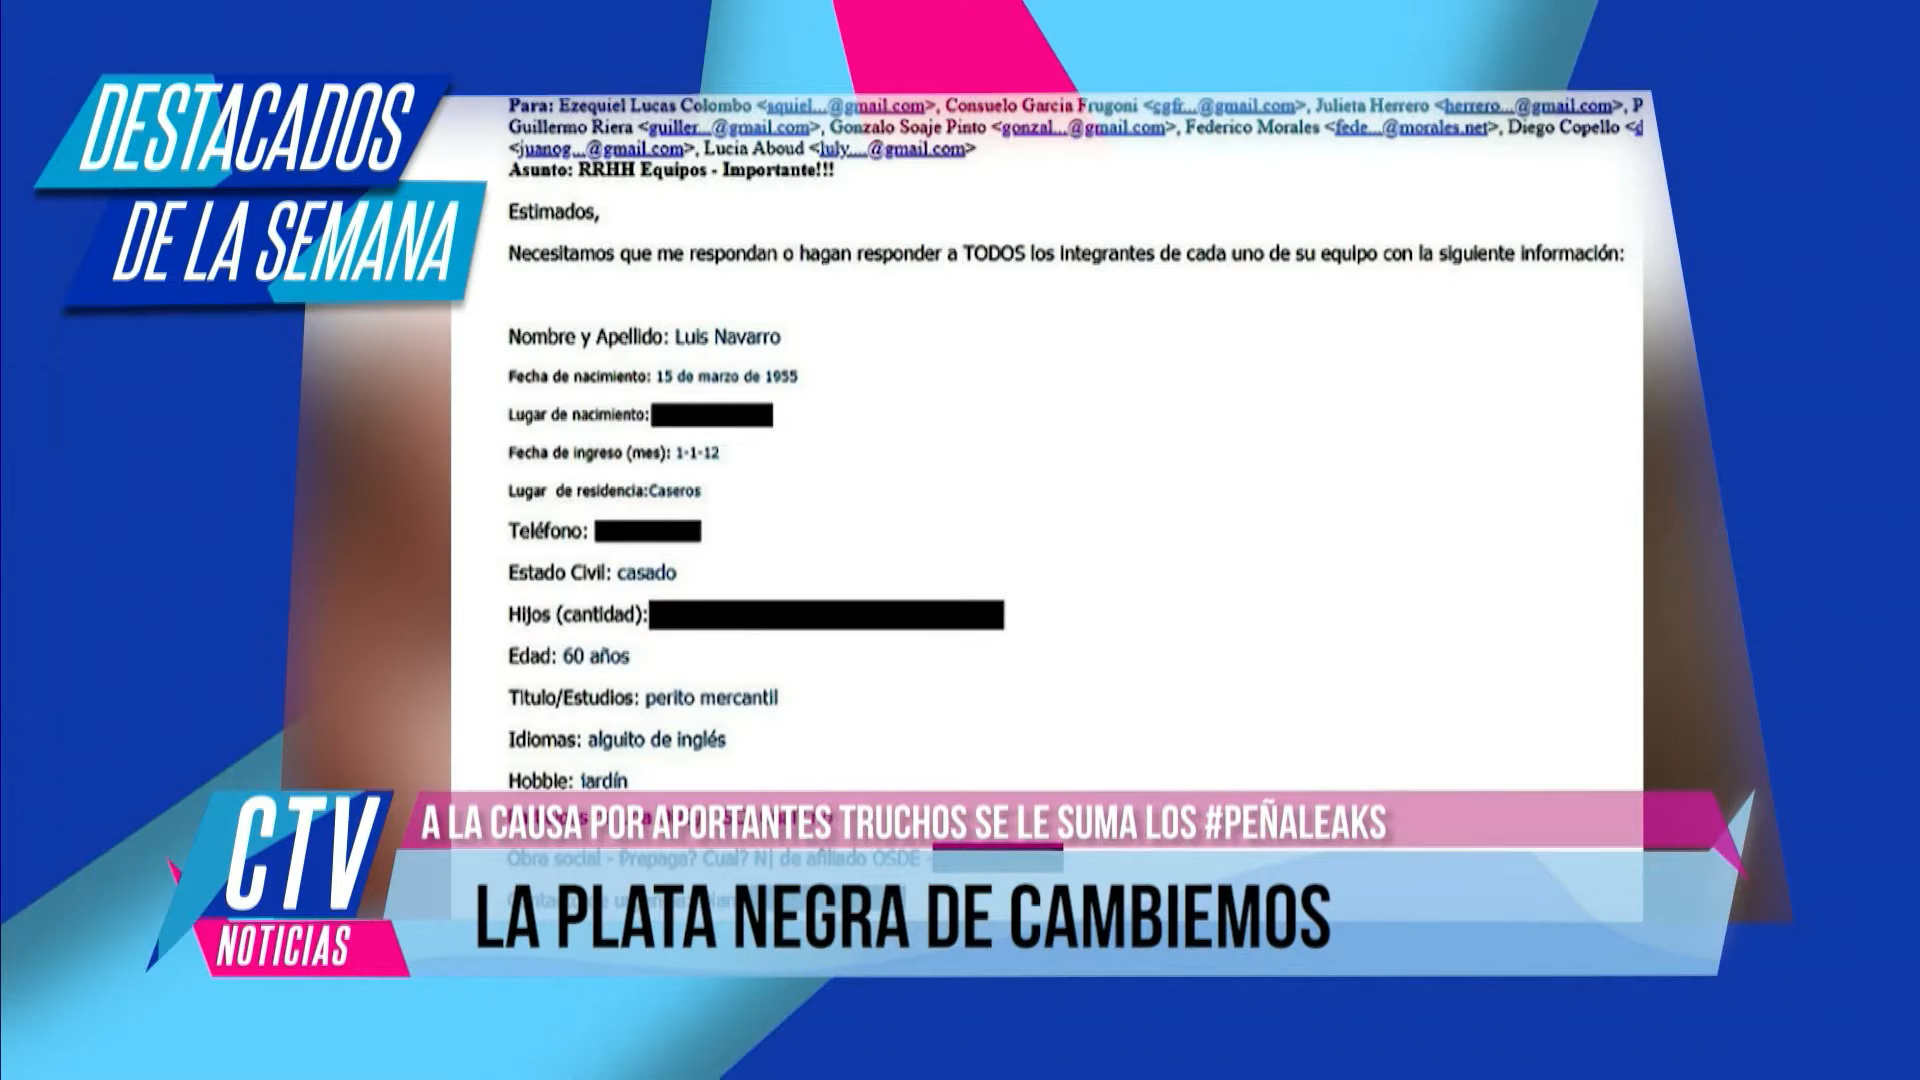 DESTACADOS
DE LA SEMANA
Para: Ezequiel Lucas Colombo <squiel...@gmail.com>, Consuelo Garcia Frugoni <cgfr...@gmail.com>, Julieta Herrero <herrero...@gmail.com>, P
Guillermo Riera <guiller...@gmail.com>, Gonzalo Soaje Pinto <gonzal...@gmail.com>, Federico Morales <fede...@morales.net>, Diego Copello <d
<juanog...@gmail.com>, Lucia Aboud <luly....@gmail.com>
Asunto: RRHH Equipos - Importante!!!
Estimados,
Necesitamos que me respondan o hagan responder a TODOS los integrantes de cada uno de su equipo con la siguiente información:
Nombre y Apellido: Luis Navarro
Fecha de nacimiento: 15 de marzo de 1955
Lugar de nacimiento:
Fecha de ingreso (mes): 1-1-12
Lugar de residencia:Caseros
Teléfono:
Estado Civil: casado
Hijos (cantidad):
Edad: 60 años
Titulo/Estudios: perito mercantil
Idiomas: alguito de inglés
Hobbie: jardín
A LA CAUSA POR APORTANTES TRUCHOS SE LE SUMA LOS #PEÑALEAKS
Obra social - Prepaga? Cual? N| de afiliado OSDE -
LA PLATA NEGRA DE CAMBIEMOS
CTV
NOTICIAS